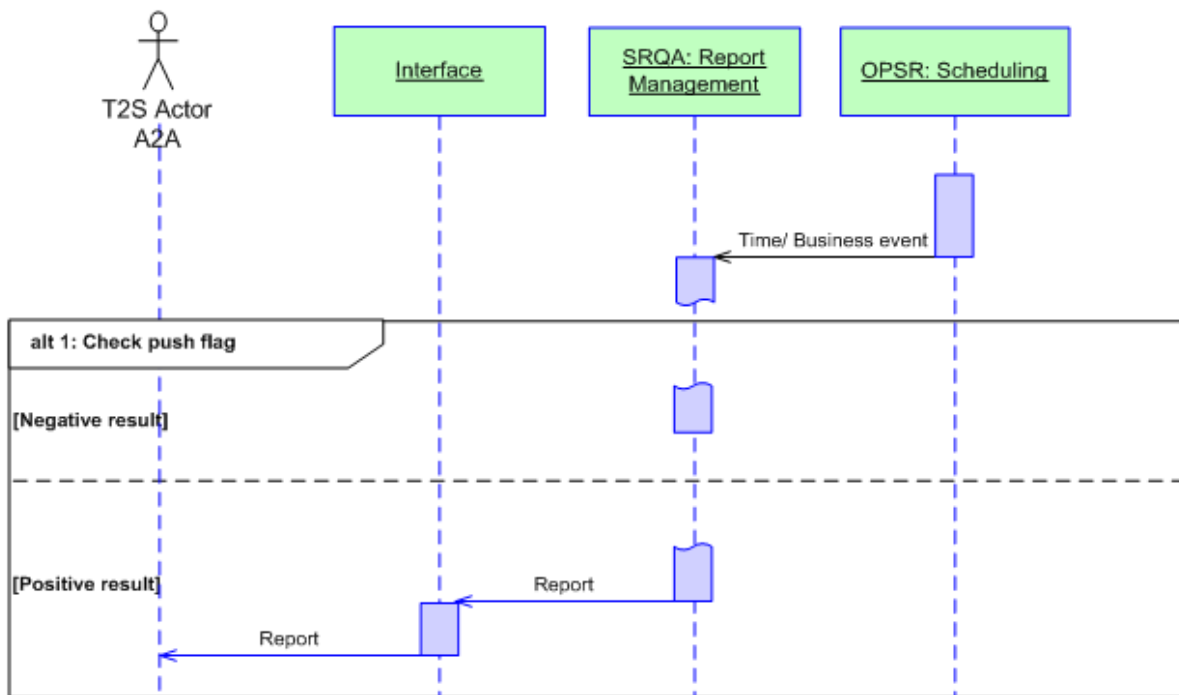 T2S Actor
A2A
Interface
SRQA: Report
Management
OPSR: Scheduling
Time/ Business event
alt 1: Check push flag
[Negative result]
[Positive result]
Report
Report